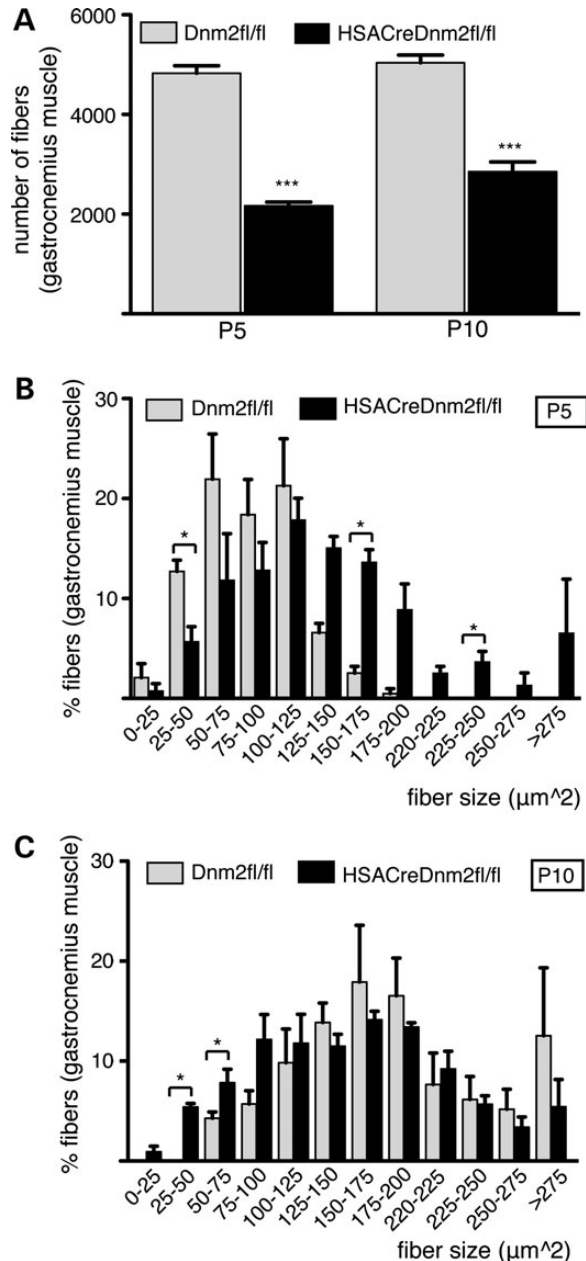 A
6000
4000
2000
number of fibers
(gastrocnemius muscle)
Dnm2fl/fl
HSACreDnm2fl/fl
***
***
P5
P10
B
30
20
10
% fibers (gastrocnemius muscle)
Dnm2fl/fl
HSACreDnm2fl/fl
P5
*
*
*
0-25
25-50
50-75
75-100
100-125
125-150
150-175
175-200
220-225
225-250
250-275
>275
fiber size (µm^2)
C
30
20
10
% fibers (gastrocnemius muscle)
Dnm2fl/fl
HSACreDnm2fl/fl
P10
*
*
0-25
25-50
50-75
75-100
100-125
125-150
150-175
175-200
220-225
225-250
250-275
>275
fiber size (µm^2)